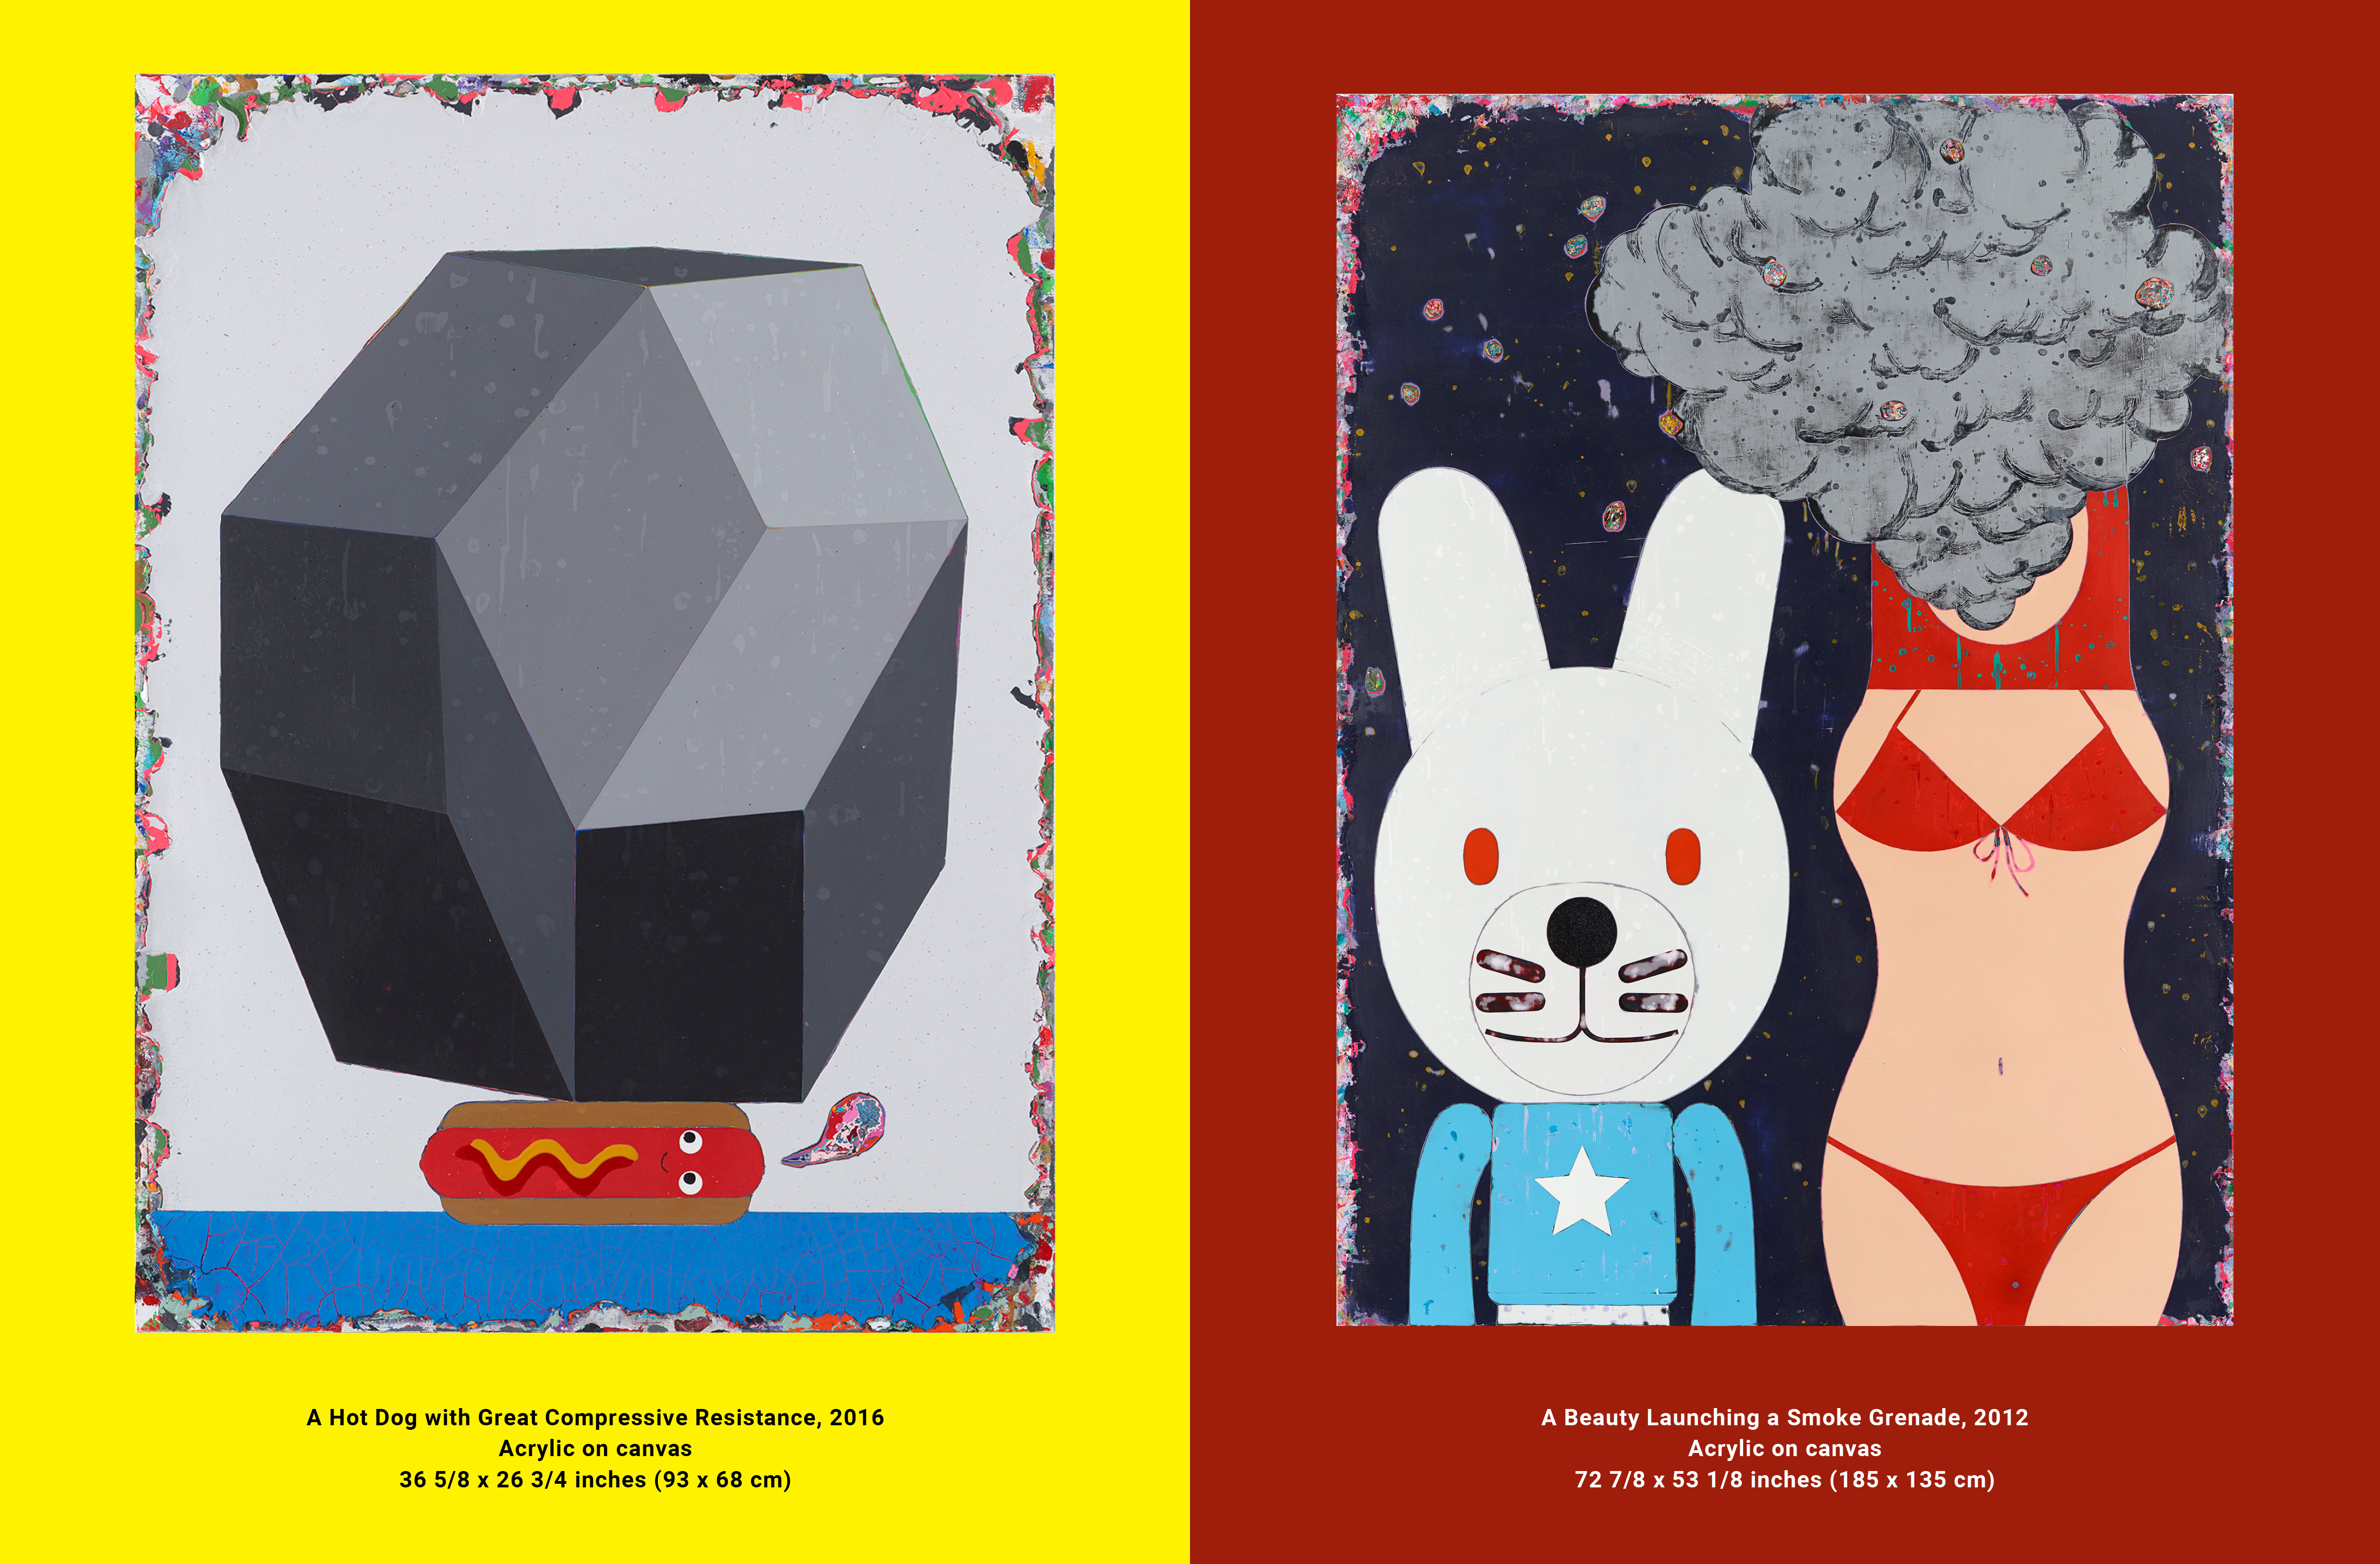 A Hot Dog with Great Compressive Resistance, 2016
Acrylic on canvas
36 5/8 x 26 3/4 inches (93 x 68 cm)
A Beauty Launching a Smoke Grenade, 2012
Acrylic on canvas
72 7/8 x 53 1/8 inches (185 x 135 cm)